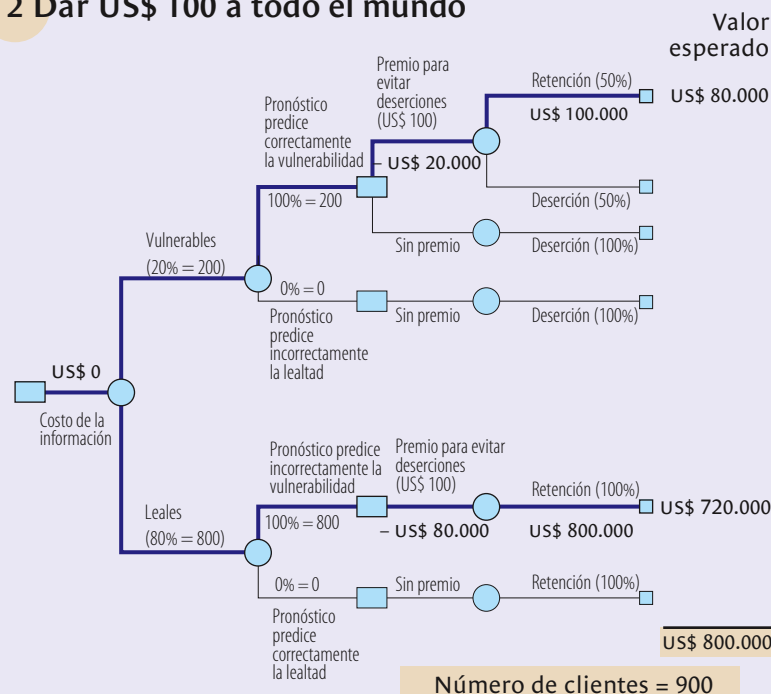 2 Dar US$ 100 a todo el mundo
Valor
esperado
Premio para
evitar
deserciones
(US$ 100)
Retención (50%)
US$ 100.000
US$ 80.000
Pronóstico
predice
correctamente
la vulnerabilidad
– US$ 20.000
100% = 200
Deserción (50%)
Sin premio
Deserción (100%)
Vulnerables
(20% = 200)
0% = 0
Pronóstico
predice
incorrectamente
la lealtad
Sin premio
Deserción (100%)
US$ 0
Costo de la
información
Pronóstico predice
incorrectamente la
vulnerabilidad
Premio para evitar
deserciones
(US$ 100)
Retención (100%)
US$ 720.000
Leales
(80% = 800)
100% = 800
– US$ 80.000
US$ 800.000
0% = 0
Sin premio
Retención (100%)
Pronóstico
predice
correctamente
la lealtad
US$ 800.000
Número de clientes = 900